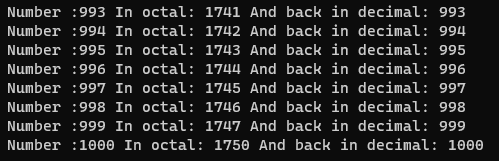 Number :993 In octal: 1741 And back in decimal: 993
Number :994 In octal: 1742 And back in decimal: 994
Number :995 In octal: 1743 And back in decimal: 995
Number :996 In octal: 1744 And back in decimal: 996
Number :997 In octal: 1745 And back in decimal: 997
Number :998 In octal: 1746 And back in decimal: 998
Number :999 In octal: 1747 And back in decimal: 999
Number :1000 In octal: 1750 And back in decimal: 1000